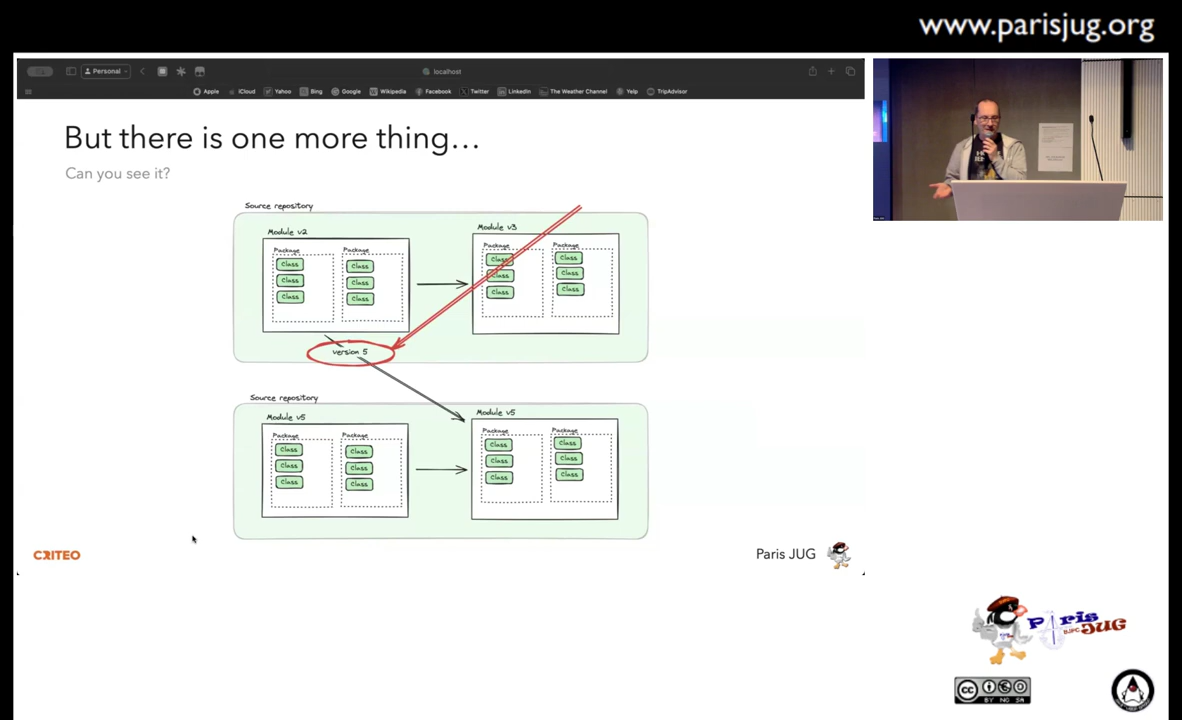 www.parisjug.org
Personal
localhost
Apple iCloud Yahoo Bing Google Wikipedia Facebook Twitter LinkedIn The Weather Channel Yelp TripAdvisor
But there is one more thing...
Can you see it?
Source repository
Module v2
Package Package
Class Class
Class Class
Class Class
Module v3
Package Package
Class Class
Class Class
Class Class
version 5
Source repository
Module v5
Package Package
Class Class
Class Class
Class Class
Module v5
Package Package
Class Class
Class Class
Class Class
CRITEO
Paris JUG
Paris JUG
cc
BY NC SA